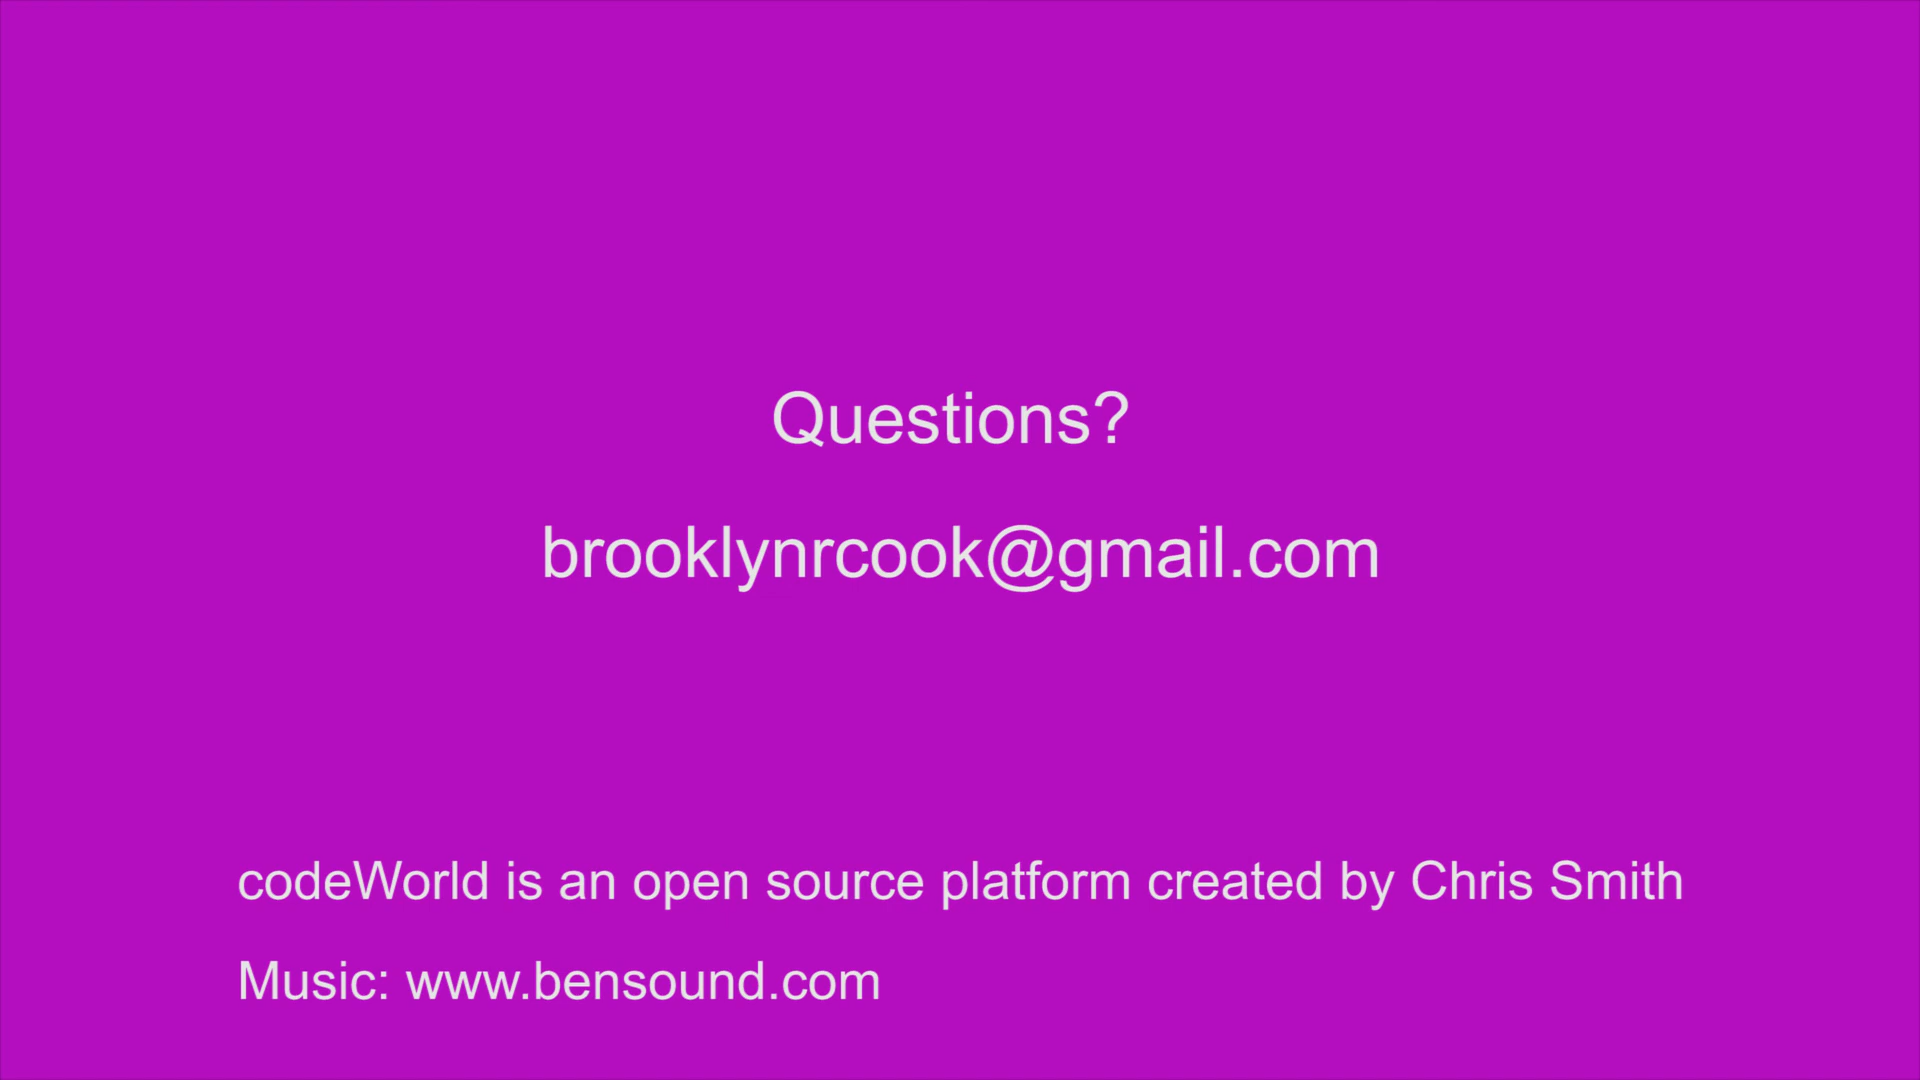 Questions?
brooklynrcook@gmail.com
codeWorld is an open source platform created by Chris Smith
Music: www.bensound.com